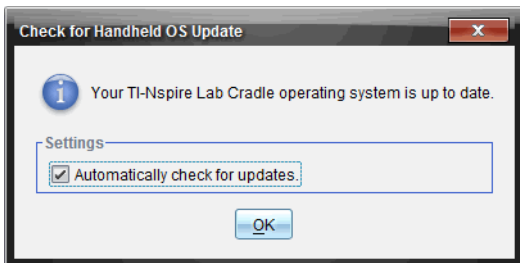 Check for Handheld OS Update
Your TI-Nspire Lab Cradle operating system is up to date.
Settings
Automatically check for updates.
OK